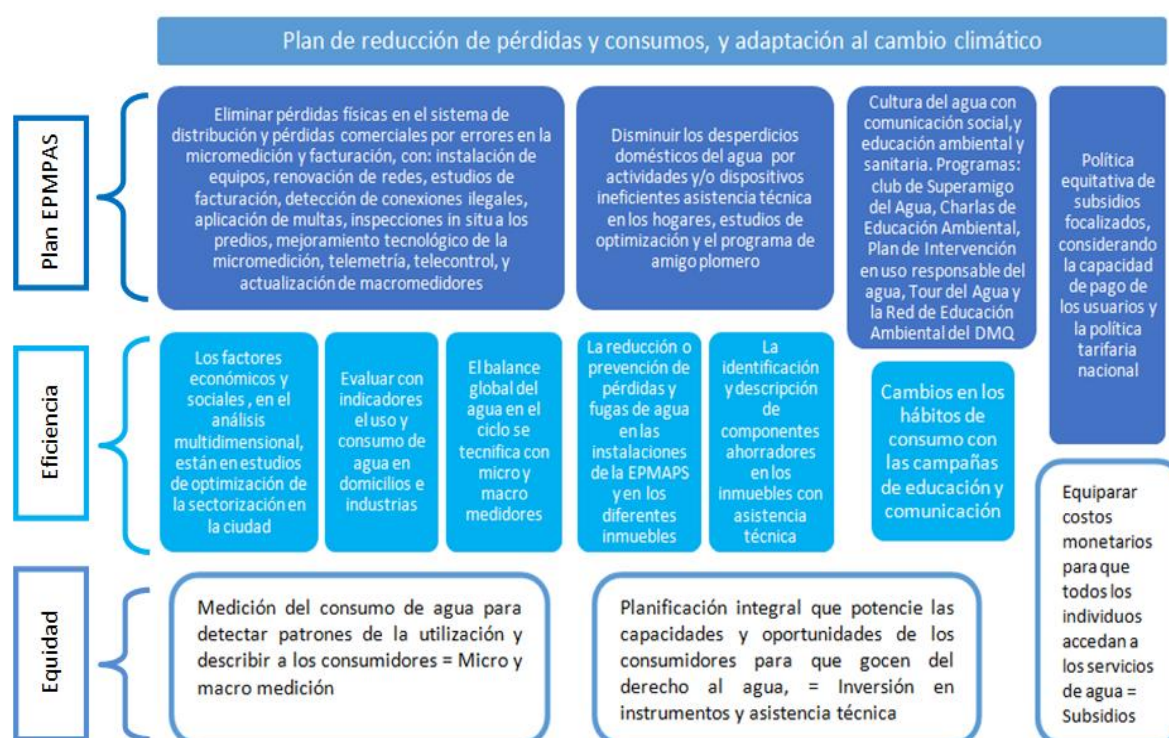 Plan de reducción de pérdidas y consumos, y adaptación al cambio climático
Plan EPMPAS
Eliminar pérdidas físicas en el sistema de
distribución y pérdidas comerciales por errores en la
micromedición y facturación, con: instalación de
equipos, renovación de redes, estudios de
facturación, detección de conexiones ilegales,
aplicación de multas, inspecciones in situ a los
predios, mejoramiento tecnológico de la
micromedición, telemetría, telecontrol, y
actualización de macromedidores
Disminuir los desperdicios
domésticos del agua por
actividades y/o dispositivos
ineficientes asistencia técnica
en los hogares, estudios de
optimización y el programa de
amigo plomero
Cultura del agua con
comunicación social,y
educación ambiental y
sanitaria. Programas:
club de Superamigo
del Agua, Charlas de
Educación Ambiental,
Plan de Intervención
en uso responsable del
agua, Tour del Agua y
la Red de Educación
Ambiental del DMQ
Política
equitativa de
subsidios
focalizados,
considerando
la capacidad
de pago de
los usuarios y
la política
tarifaria
nacional
Eficiencia
Los factores
económicos y
sociales , en el
análisis
multidimensional,
están en estudios
de optimización de
la sectorización en
la ciudad
Evaluar con
indicadores
el uso y
consumo de
agua en
domicilios e
industrias
El balance
global del
agua en el
ciclo se
tecnifica con
micro y
macro
medidores
La reducción o
prevención de
pérdidas y
fugas de agua
en las
instalaciones
de la EPMAPS
y en los
diferentes
inmuebles
La
identificación
y descripción
de
componentes
ahorradores
en los
inmuebles con
asistencia
técnica
Cambios en los
hábitos de
consumo con
las campañas
de educación y
comunicación
Equidad
Medición del consumo de agua para
detectar patrones de la utilización y
describir a los consumidores = Micro y
macro medición
Planificación integral que potencie las
capacidades y oportunidades de los
consumidores para que gocen del
derecho al agua, = Inversión en
instrumentos y asistencia técnica
Equiparar
costos
monetarios
para que
todos los
individuos
accedan a
los servicios
de agua =
Subsidios